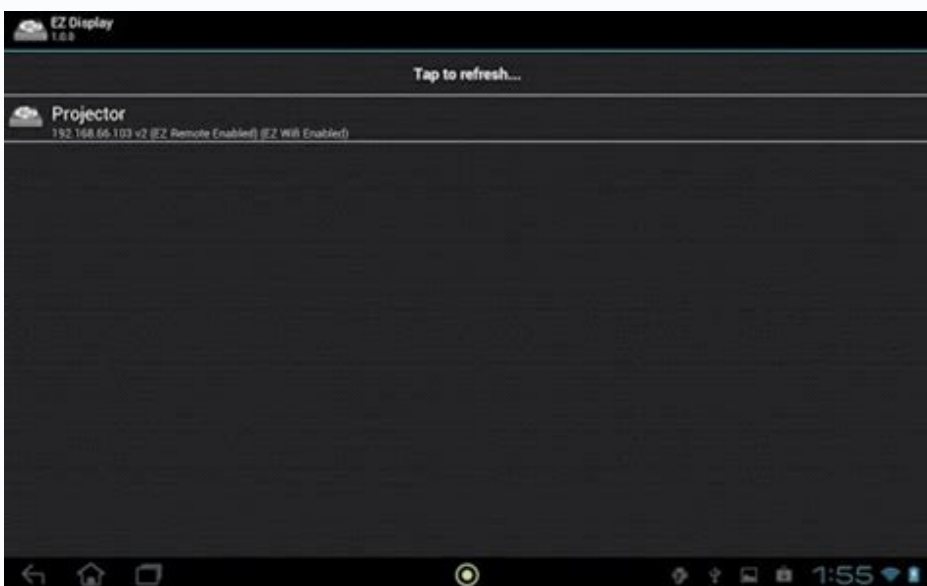 EZ Display
1.0.0
Tap to refresh...
Projector
192.168.66.103 v2 (EZ Remote Enabled) (EZ Wifi Enabled)
1:55